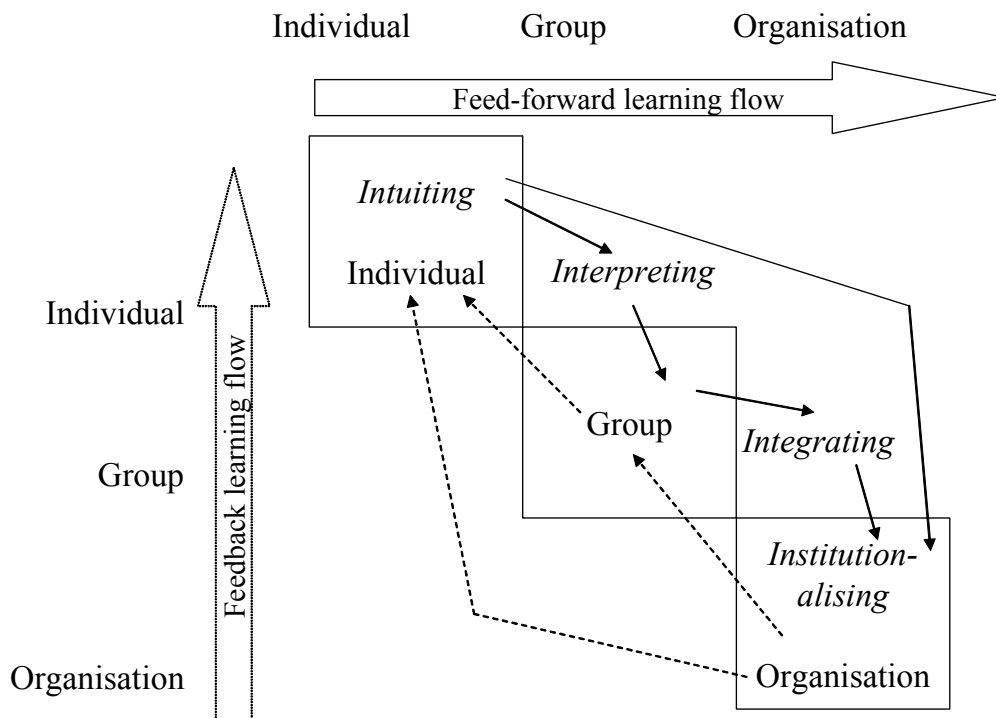 Individual Group Organisation
Feed-forward learning flow
Intuiting
Individual
Interpreting
Individual
Feedback learning flow
Group
Integrating
Group
Institution-
alising
Organisation
Organisation